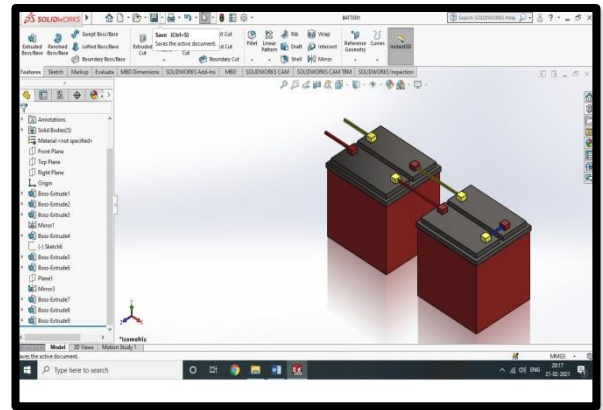 SOLIDWORKS
BATTERY
Search SOLIDWORKS Help
Extruded Boss/Base
Revolved Boss/Base
Swept Boss/Base
Lofted Boss/Base
Boundary Boss/Base
Extruded Cut
Save (Ctrl+S)
Saves the active document.
Boundary Cut
Fillet
Linear Pattern
Rib
Draft
Shell
Wrap
Intersect
Mirror
Reference Geometry
Curves
Instant3D
Features Sketch Markup Evaluate MBD Dimensions SOLIDWORKS Add-Ins MBD SOLIDWORKS CAM SOLIDWORKS CAM TBM SOLIDWORKS Inspection
Annotations
Solid Bodies(5)
Material <not specified>
Front Plane
Top Plane
Right Plane
Origin
Boss-Extrude1
Boss-Extrude2
Boss-Extrude3
Mirror1
Boss-Extrude4
(-) Sketch6
Boss-Extrude5
Boss-Extrude6
Plane1
Mirror3
Boss-Extrude7
Boss-Extrude8
Boss-Extrude9
*Isometric
Model 3D Views Motion Study 1
aves the active document.
MMGS
Type here to search
ENG
20:17
21-02-2021